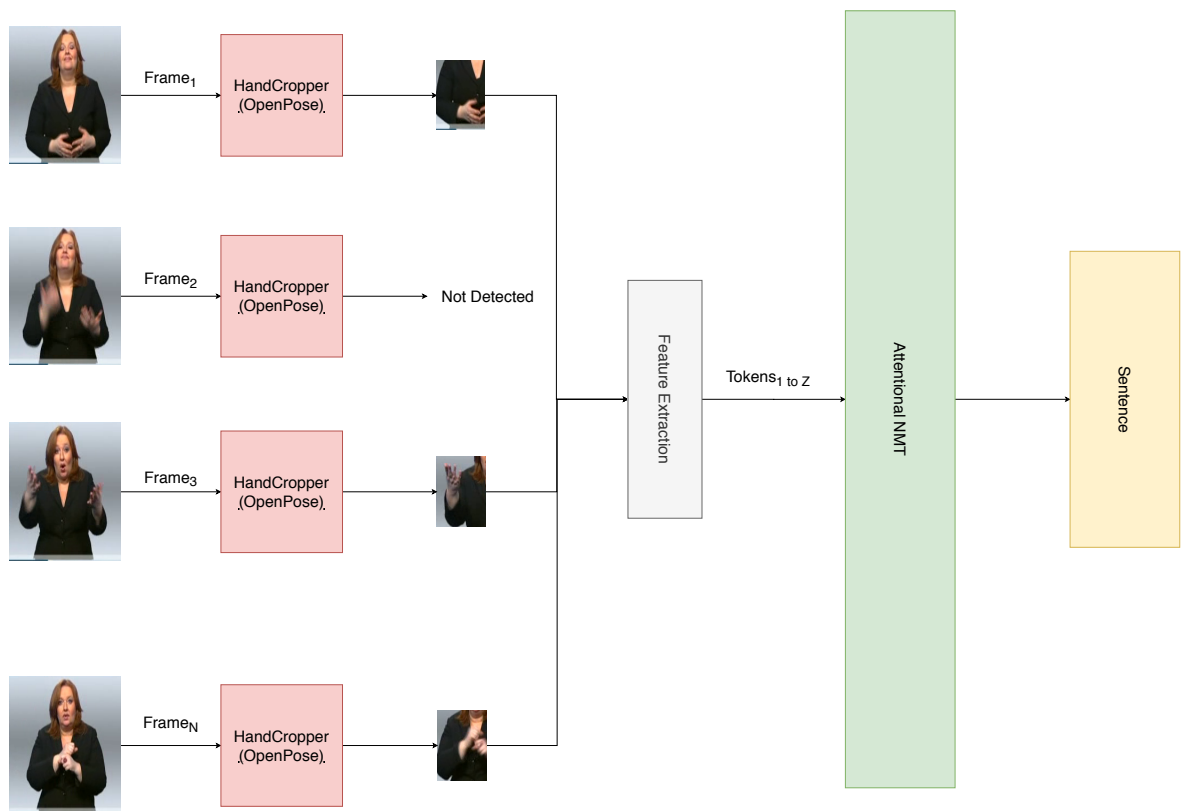 Frame1
HandCropper
(OpenPose)
Frame2
HandCropper
(OpenPose)
Not Detected
Frame3
HandCropper
(OpenPose)
FrameN
HandCropper
(OpenPose)
Feature Extraction
Tokens1 to Z
Attentional NMT
Sentence